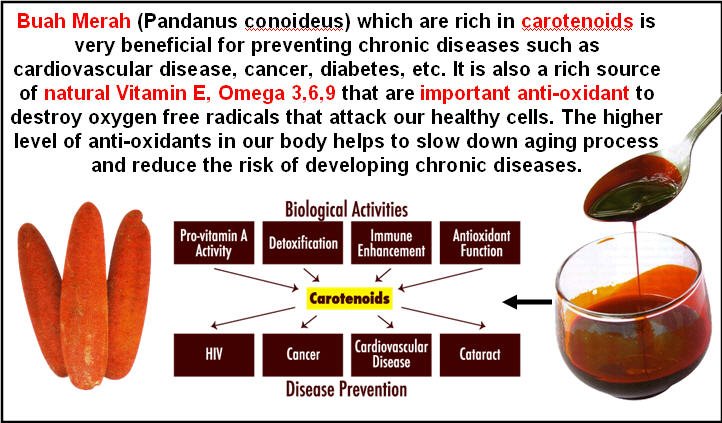 Buah Merah (Pandanus conoideus) which are rich in carotenoids is
very beneficial for preventing chronic diseases such as
cardiovascular disease, cancer, diabetes, etc. It is also a rich source
of natural Vitamin E, Omega 3,6,9 that are important anti-oxidant to
destroy oxygen free radicals that attack our healthy cells. The higher
level of anti-oxidants in our body helps to slow down aging process
and reduce the risk of developing chronic diseases.
Biological Activities
Pro-vitamin A
Activity
Detoxification
Immune
Enhancement
Antioxidant
Function
Carotenoids
HIV
Cancer
Cardiovascular
Disease
Cataract
Disease Prevention